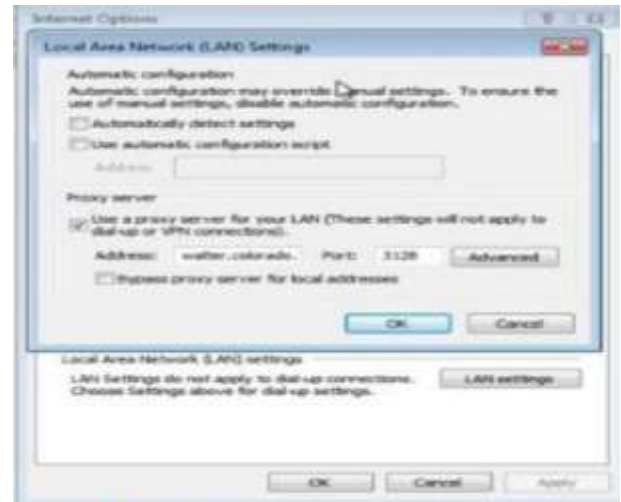 Internet Options
Local Area Network (LAN) Settings
Automatic configuration
Automatic configuration may override manual settings. To ensure the
use of manual settings, disable automatic configuration.
Automatically detect settings
Use automatic configuration script
Address
Proxy server
Use a proxy server for your LAN (These settings will not apply to
dial-up or VPN connections).
Address: walter.colorado. Port: 3128 Advanced
Bypass proxy server for local addresses
OK Cancel
Local Area Network (LAN) settings
LAN Settings do not apply to dial-up connections. LAN settings
Choose Settings above for dial-up settings.
OK Cancel Apply